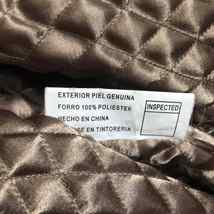 EXTERIOR PIEL GENUINA
FORRO 100% POLIESTER
HECHO EN CHINA
SE EN TINTORERIA
INSPECTED